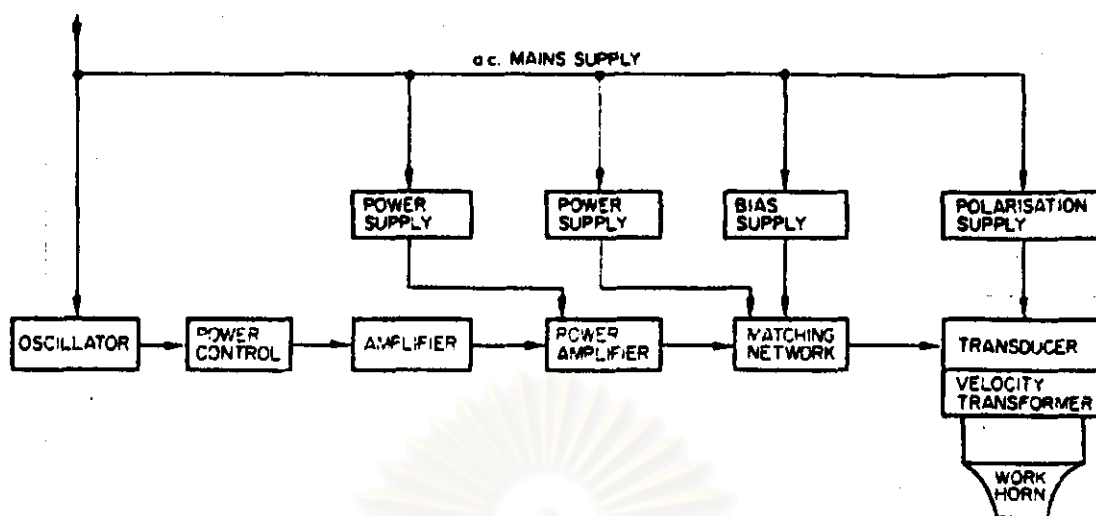 a c. MAINS SUPPLY
POWER
SUPPLY
POWER
SUPPLY
BIAS
SUPPLY
POLARISATION
SUPPLY
OSCILLATOR
POWER
CONTROL
AMPLIFIER
POWER
AMPLIFIER
MATCHING
NETWORK
TRANSDUCER
VELOCITY
TRANSFORMER
WORK
HORN